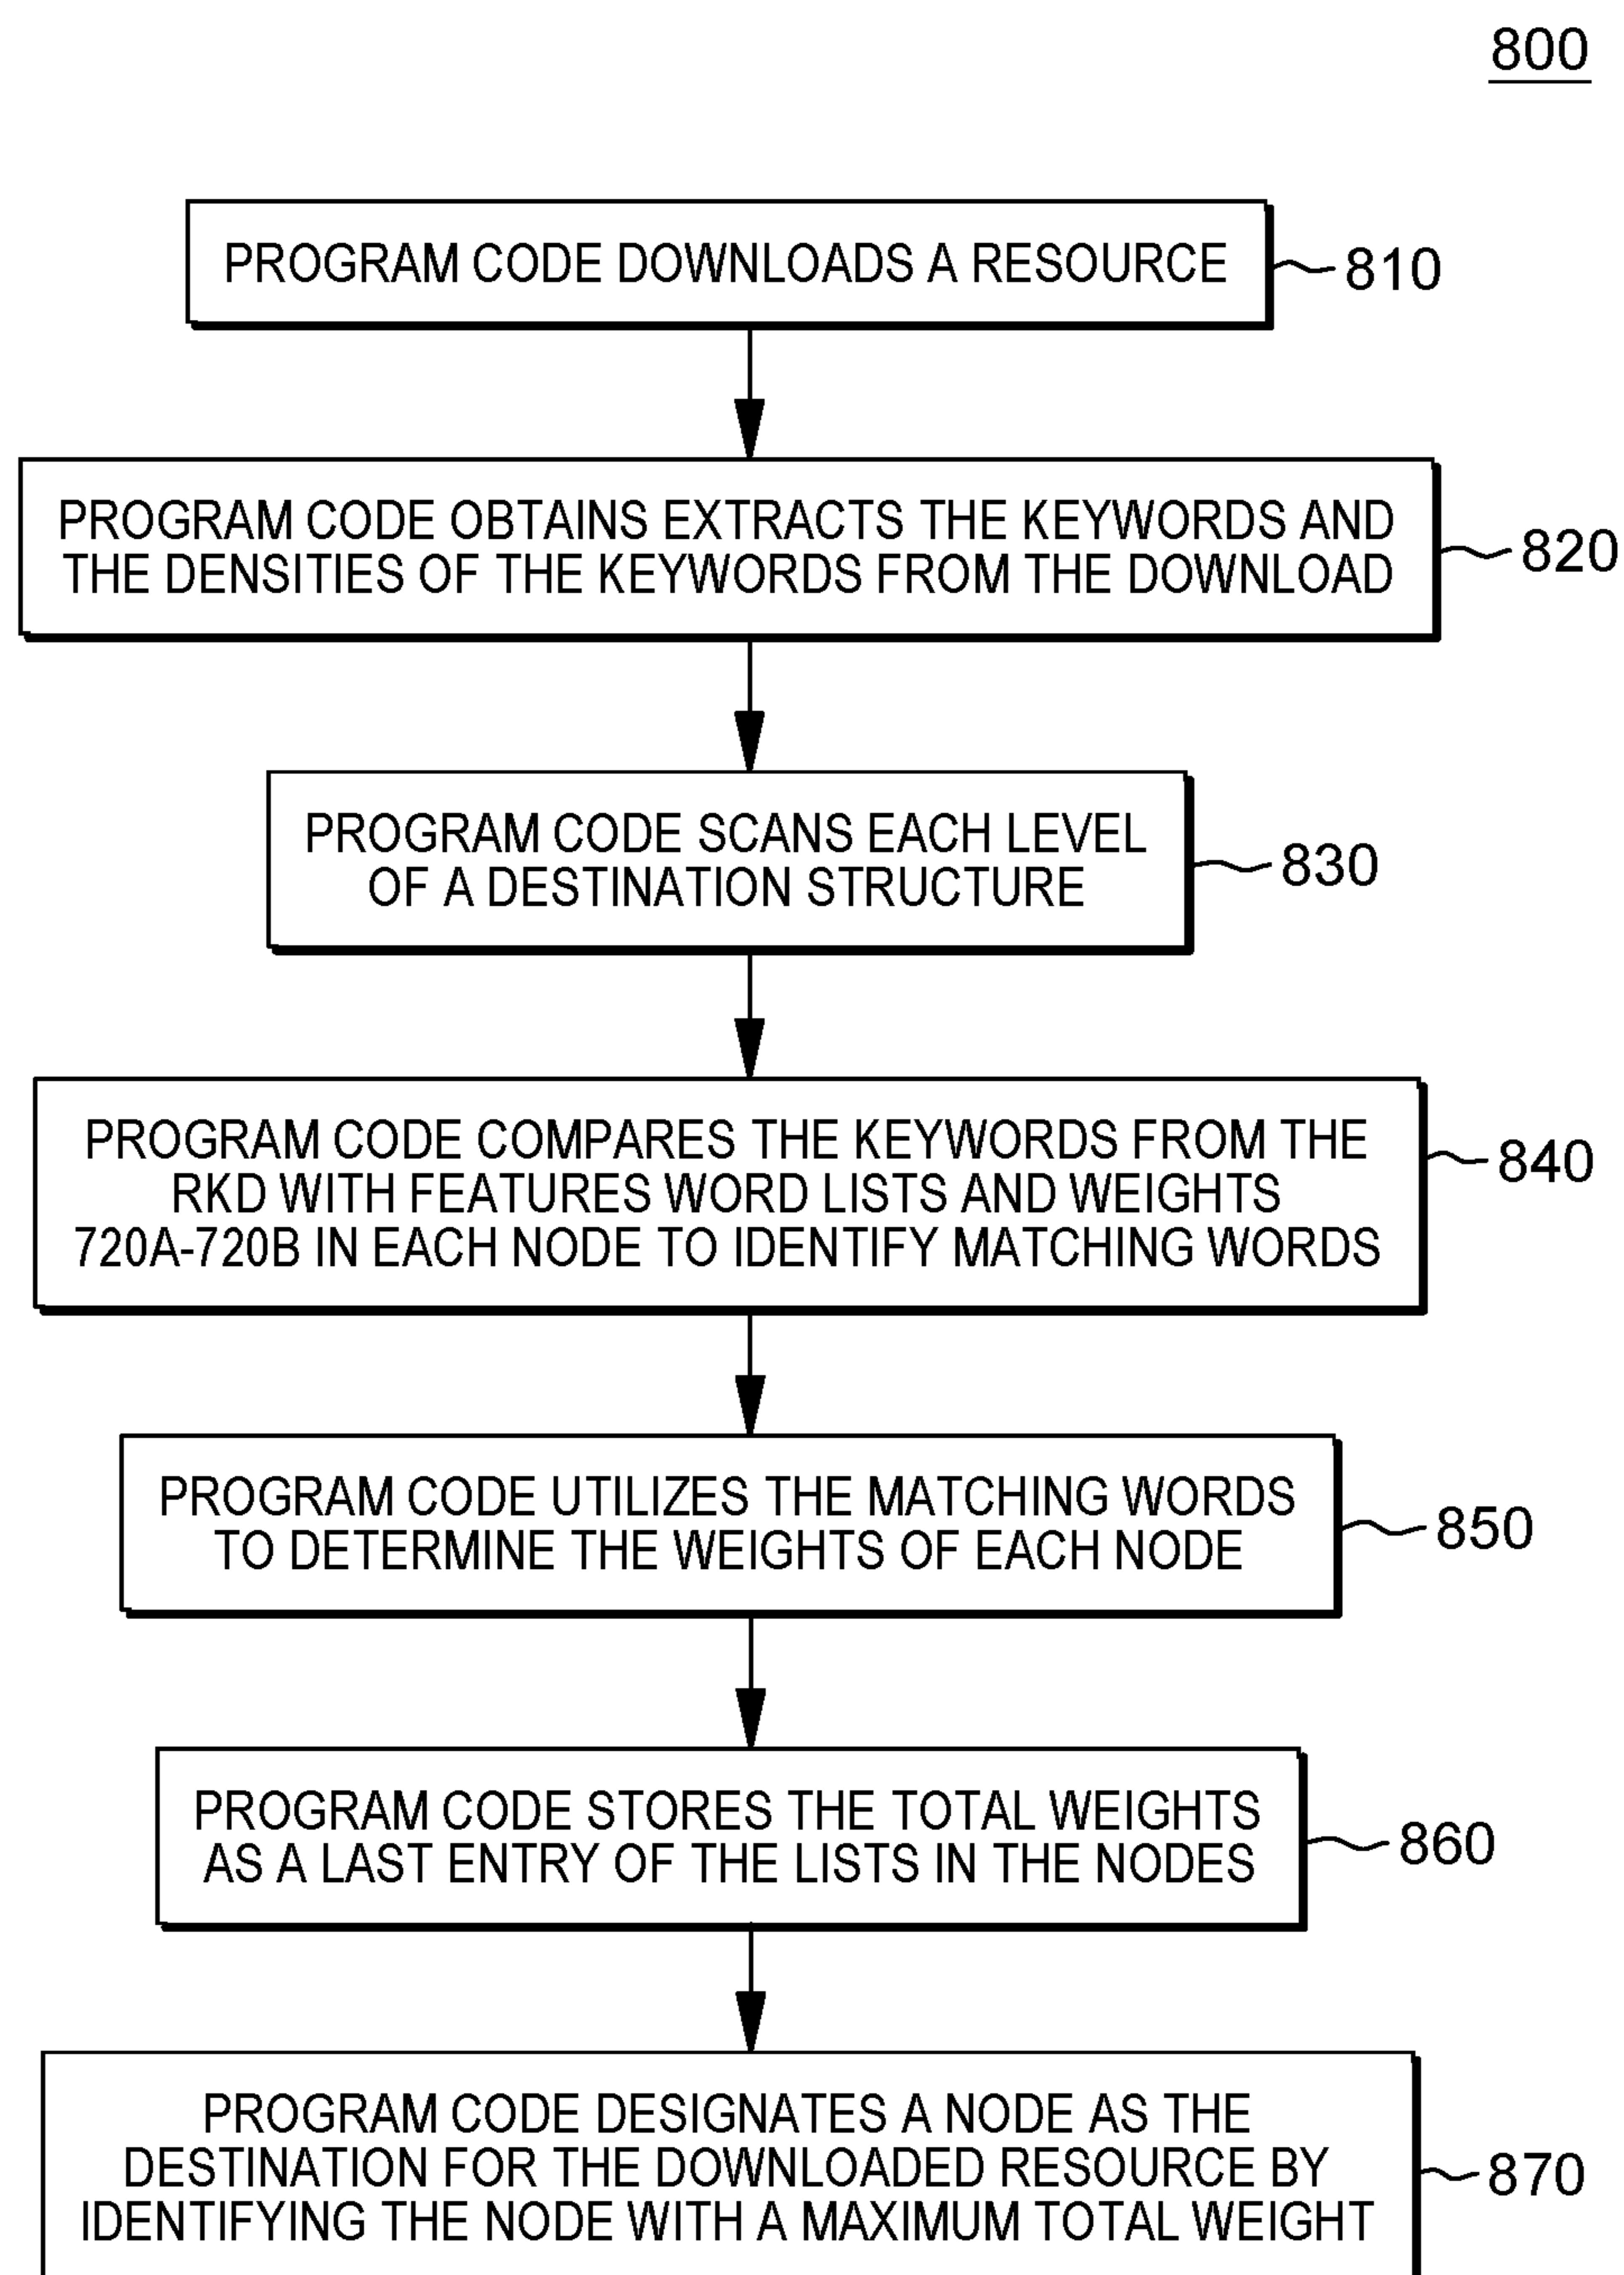 800
PROGRAM CODE DOWNLOADS A RESOURCE
810
PROGRAM CODE OBTAINS EXTRACTS THE KEYWORDS AND
THE DENSITIES OF THE KEYWORDS FROM THE DOWNLOAD
820
PROGRAM CODE SCANS EACH LEVEL
OF A DESTINATION STRUCTURE
830
PROGRAM CODE COMPARES THE KEYWORDS FROM THE
RKD WITH FEATURES WORD LISTS AND WEIGHTS
720A-720B IN EACH NODE TO IDENTIFY MATCHING WORDS
840
PROGRAM CODE UTILIZES THE MATCHING WORDS
TO DETERMINE THE WEIGHTS OF EACH NODE
850
PROGRAM CODE STORES THE TOTAL WEIGHTS
AS A LAST ENTRY OF THE LISTS IN THE NODES
860
PROGRAM CODE DESIGNATES A NODE AS THE
DESTINATION FOR THE DOWNLOADED RESOURCE BY
IDENTIFYING THE NODE WITH A MAXIMUM TOTAL WEIGHT
870